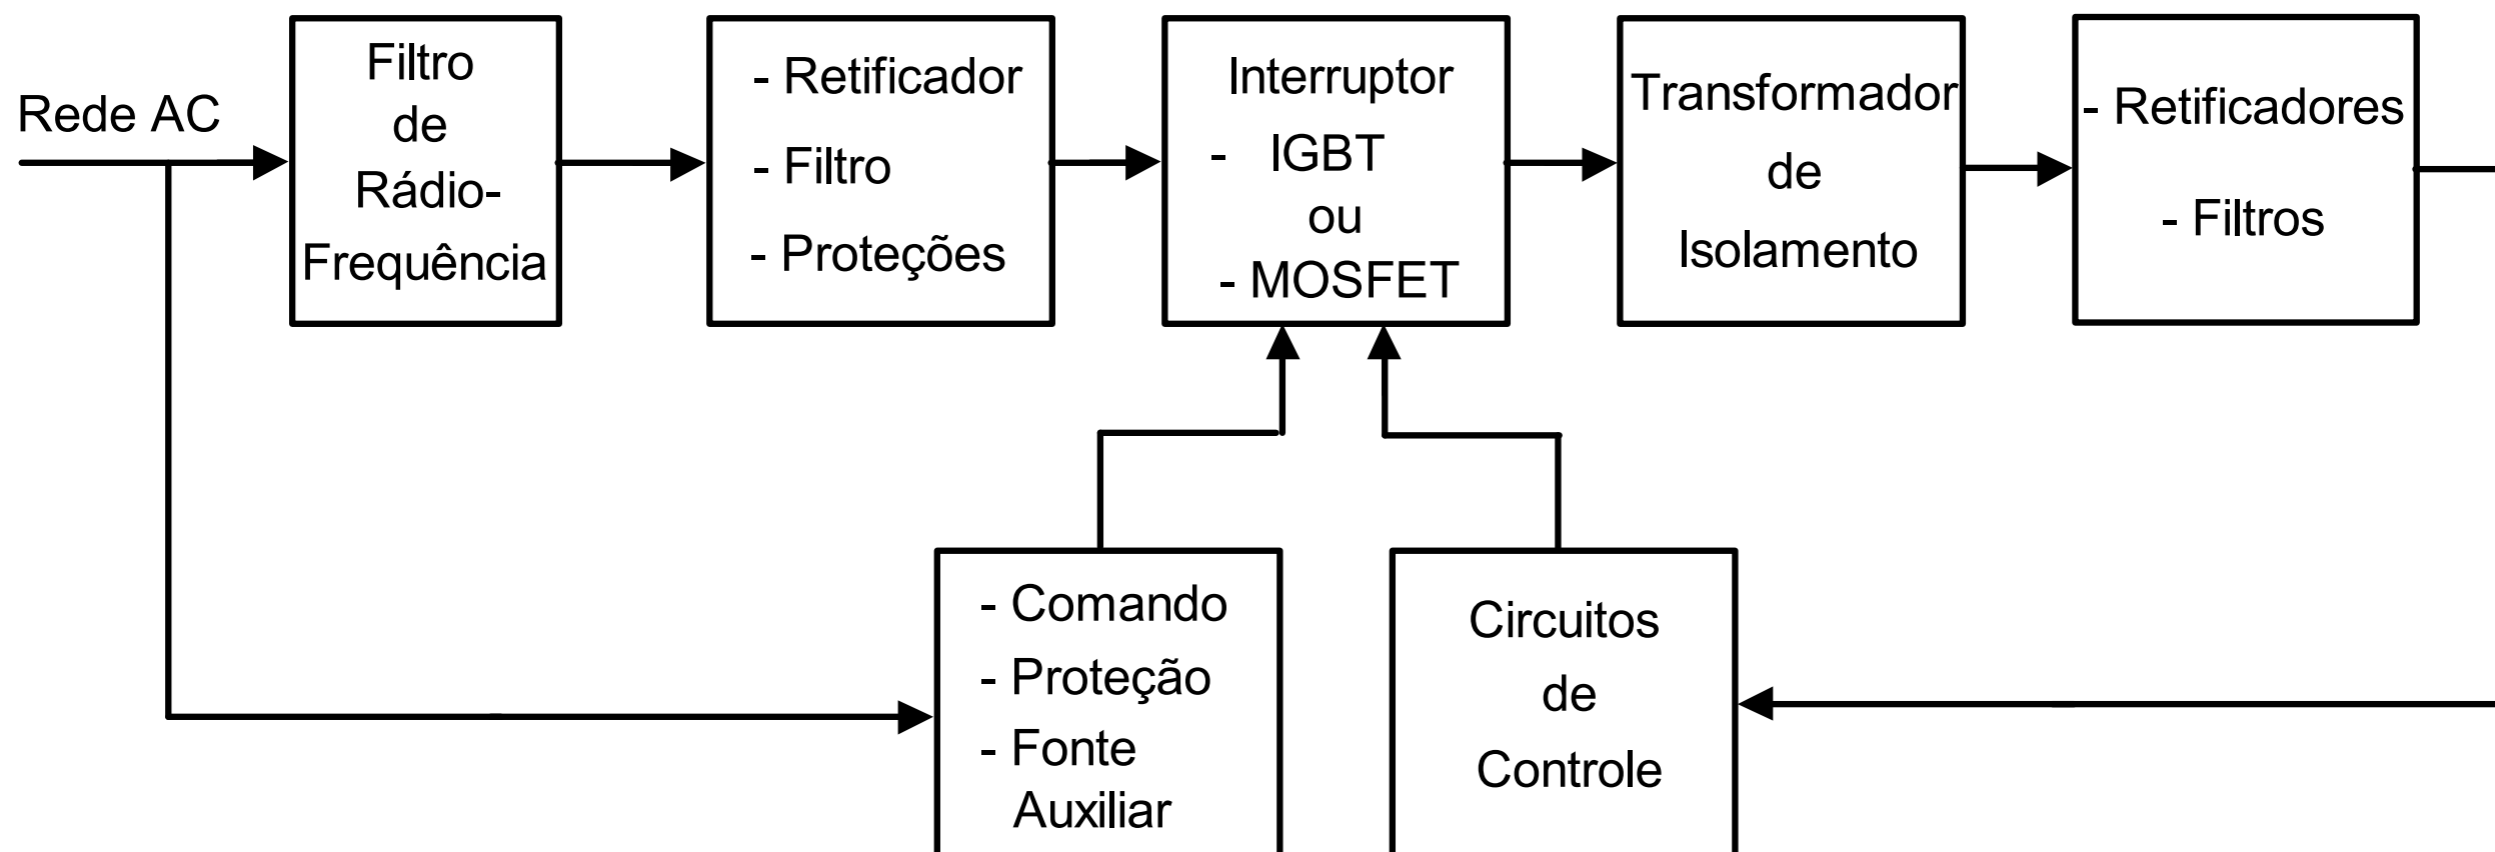 Rede AC
Filtro
de
Rádio-
Frequência
- Retificador
- Filtro
- Proteções
Interruptor
- IGBT
ou
- MOSFET
Transformador
de
Isolamento
- Retificadores
- Filtros
- Comando
- Proteção
- Fonte
Auxiliar
Circuitos
de
Controle